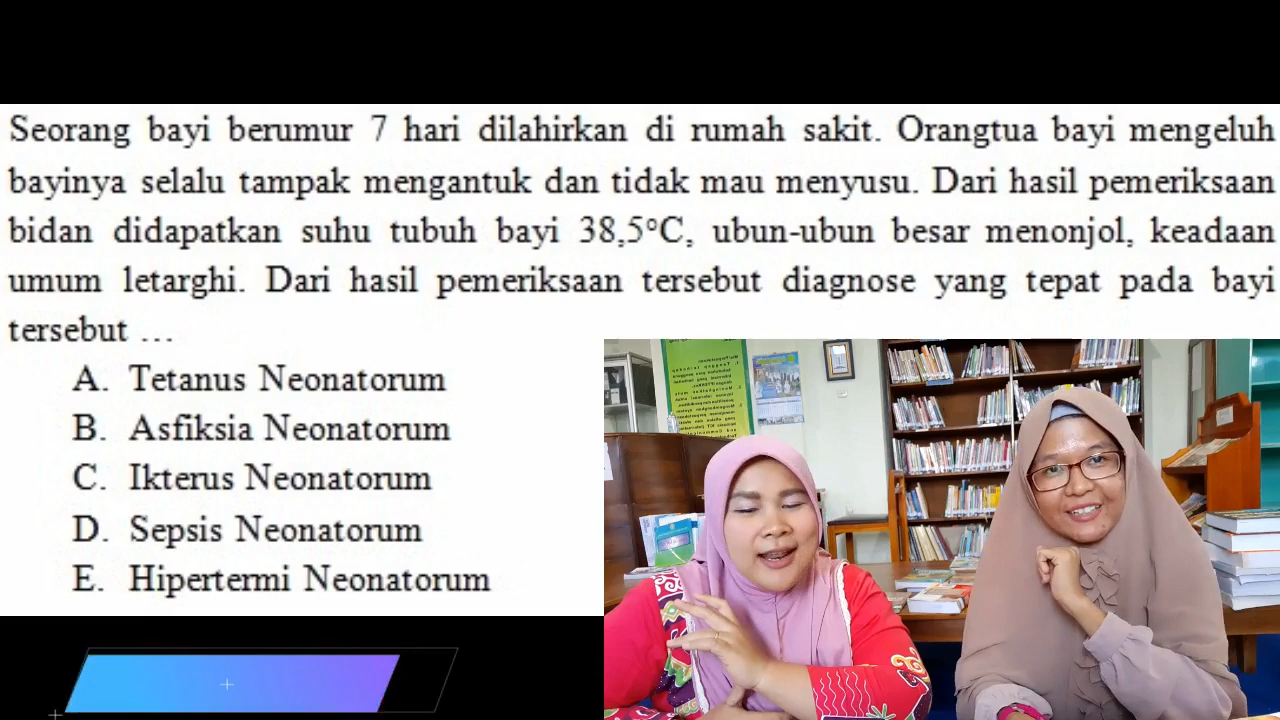 Seorang bayi berumur 7 hari dilahirkan di rumah sakit. Orangtua bayi mengeluh
bayinya selalu tampak mengantuk dan tidak mau menyusu. Dari hasil pemeriksaan
bidan didapatkan suhu tubuh bayi 38,5°C, ubun-ubun besar menonjol, keadaan
umum letarghi. Dari hasil pemeriksaan tersebut diagnose yang tepat pada bayi
tersebut …
A. Tetanus Neonatorum
B. Asfiksia Neonatorum
C. Ikterus Neonatorum
D. Sepsis Neonatorum
E. Hipertermi Neonatorum